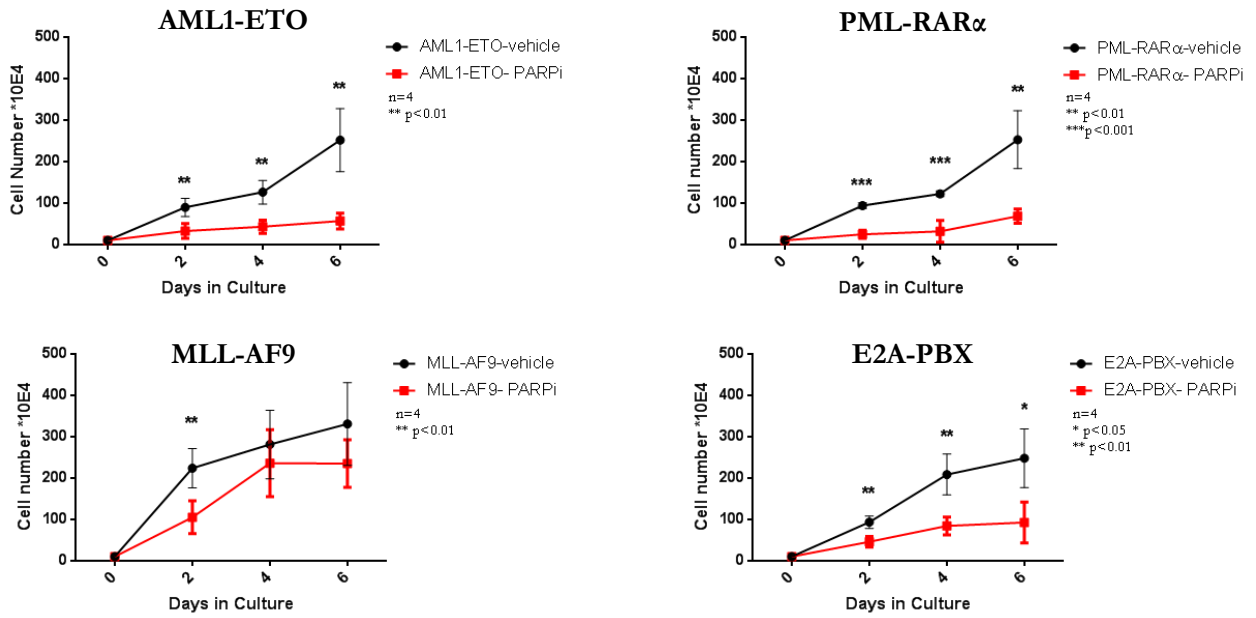 AML1-ETO
500
400
300
200
100
0
Cell Number *10E4
**
**
**
0
2
4
6
Days in Culture
AML1-ETO-vehicle
AML1-ETO- PARPi
n=4
** p<0.01
PML-RARα
500
400
300
200
100
0
Cell number *10E4
***
***
**
0
2
4
6
Days in Culture
PML-RARα-vehicle
PML-RARα- PARPi
n=4
** p<0.01
***p<0.001
MLL-AF9
500
400
300
200
100
0
Cell number *10E4
**
0
2
4
6
Days in Culture
MLL-AF9-vehicle
MLL-AF9- PARPi
n=4
** p<0.01
E2A-PBX
500
400
300
200
100
0
Cell number *10E4
**
**
*
0
2
4
6
Days in Culture
E2A-PBX-vehicle
E2A-PBX- PARPi
n=4
* p<0.05
** p<0.01